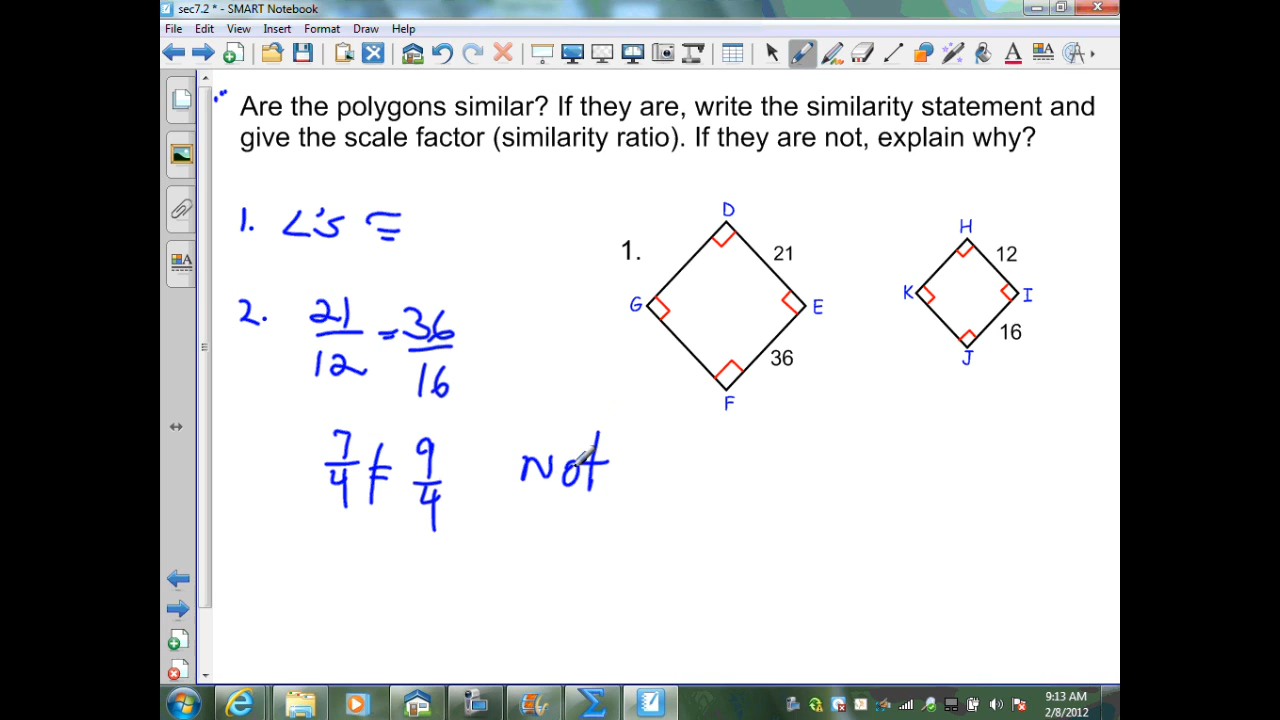 sec7.2 * - SMART Notebook
File Edit View Insert Format Draw Help
Are the polygons similar? If they are, write the similarity statement and
give the scale factor (similarity ratio). If they are not, explain why?
1. ∠'s ≅
2. 21/12 = 36/16
7/4 ≠ 9/4 Not
1.
D
21
G
E
36
F
H
12
K
I
16
J
9:13 AM
2/8/2012